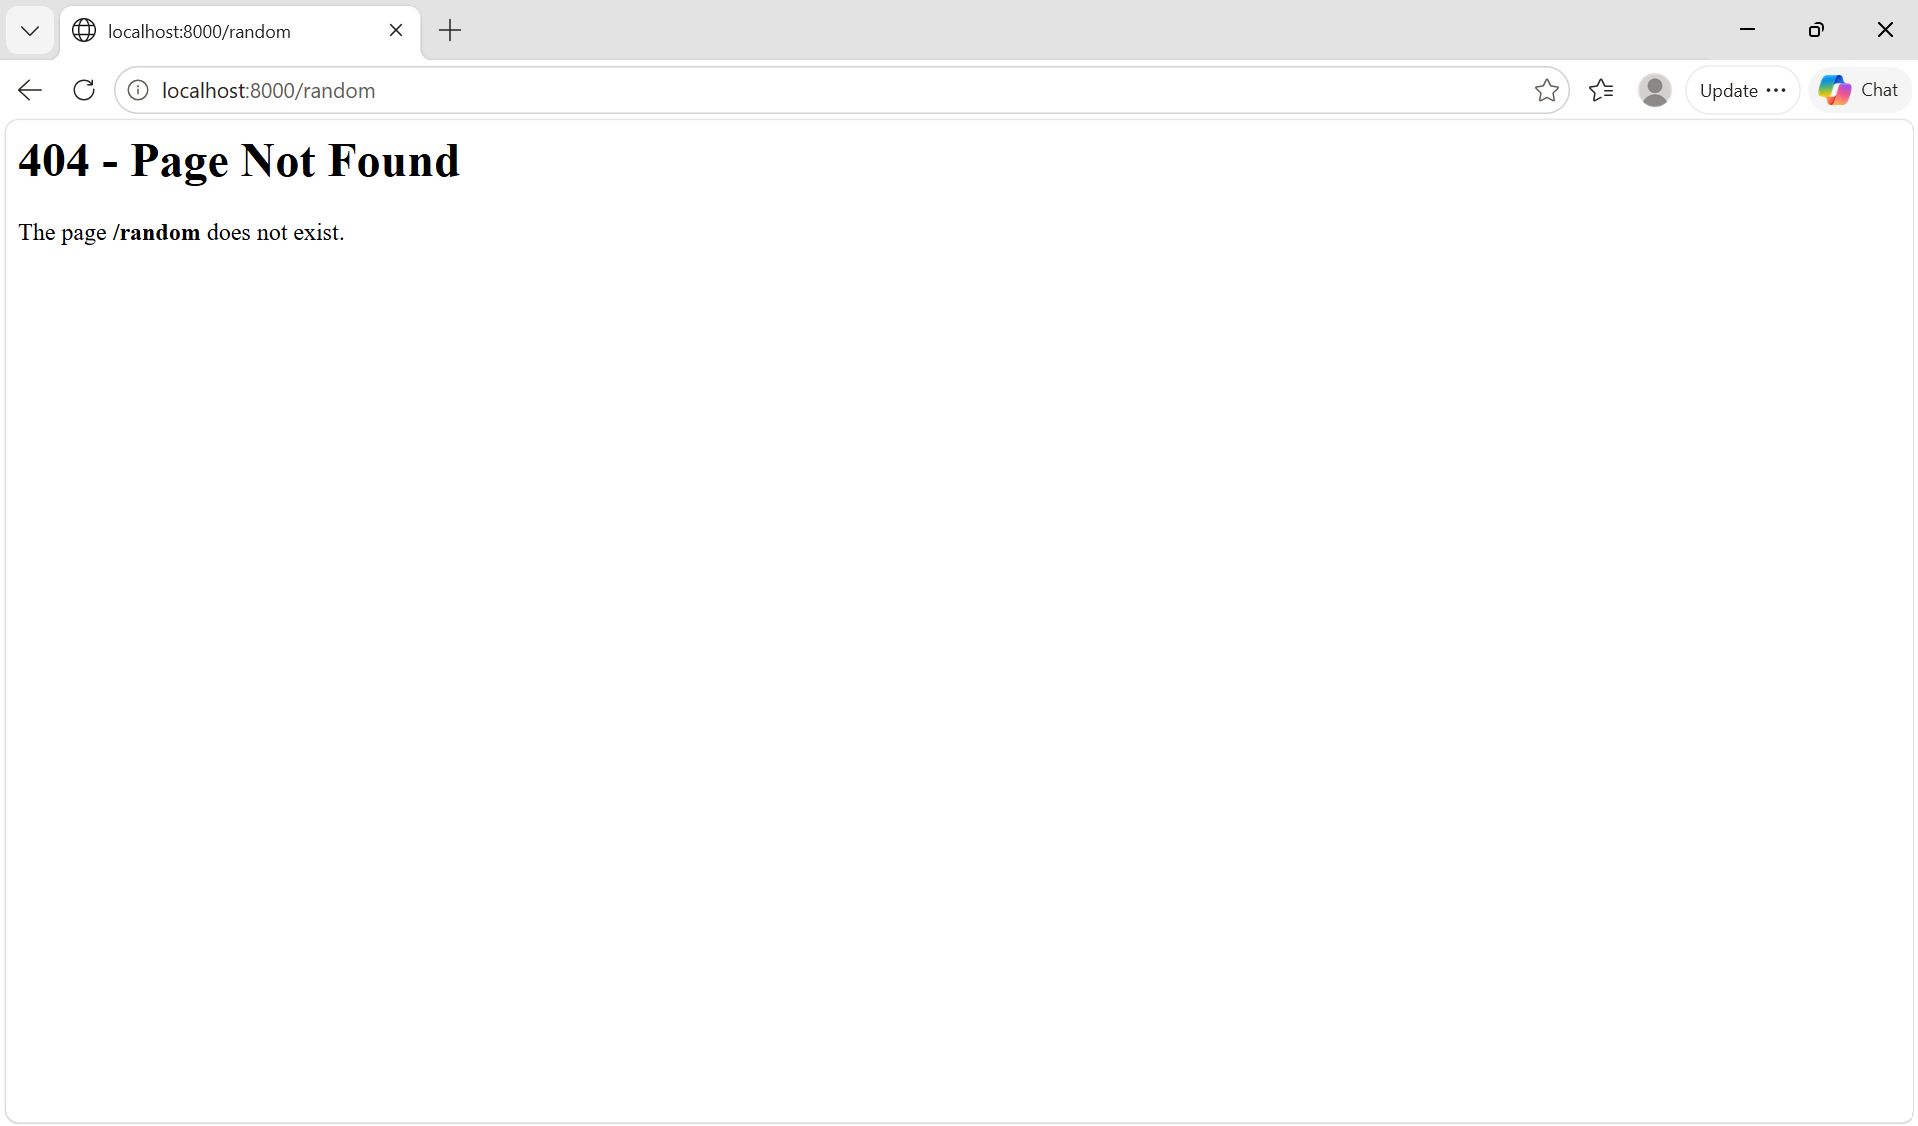 localhost:8000/random
localhost:8000/random
Update
Chat
404 - Page Not Found
The page /random does not exist.